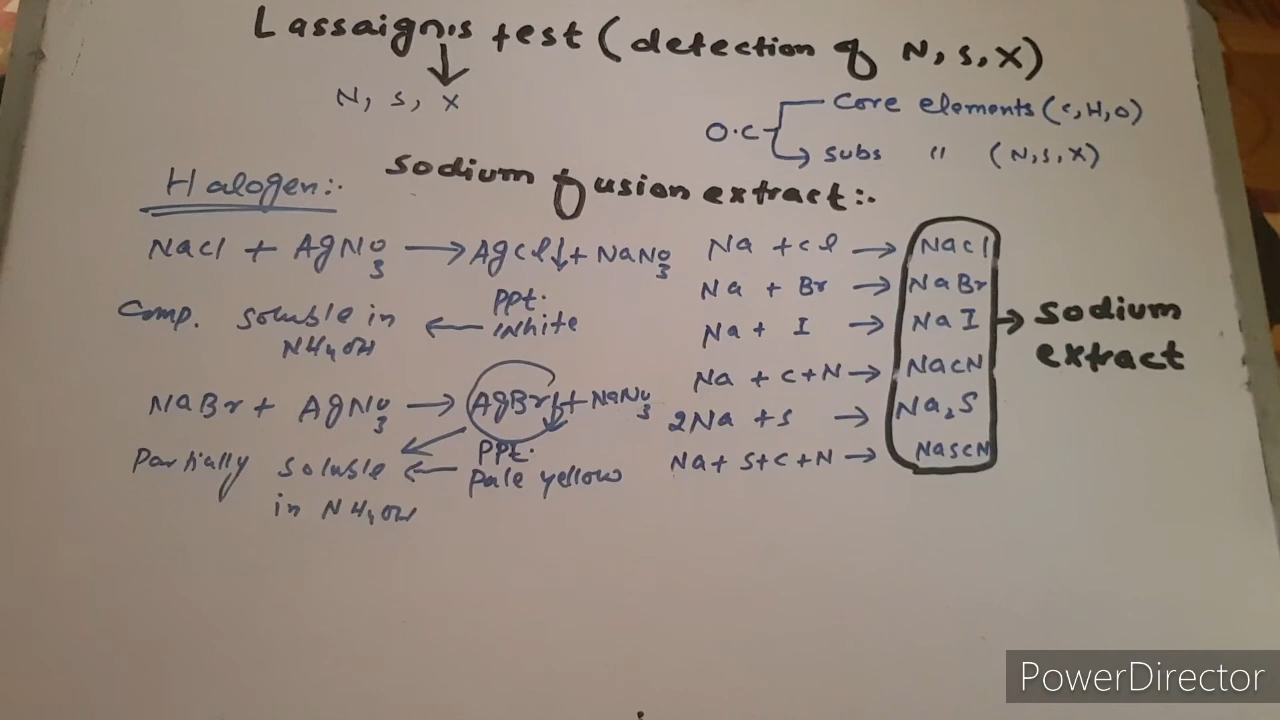 Lassaign's test (detection of N, S, X)
N, S, X
O.C
Core elements (C, H, O)
Subs " (N, S, X)
Sodium fusion extract:-
Halogen:-
NaCl + AgNO3 → AgCl↓ + NaNO3
PPt.
Comp. soluble in ← white
NH4OH
NaBr + AgNO3 → AgBr↓ + NaNO3
PPt.
Partially soluble ← pale yellow
in NH4OH
Na + Cl → NaCl
Na + Br → NaBr
Na + I → NaI
Na + C + N → NaCN
2Na + S → Na2S
Na + S + C + N → NaSCN
→ Sodium
extract
PowerDirector